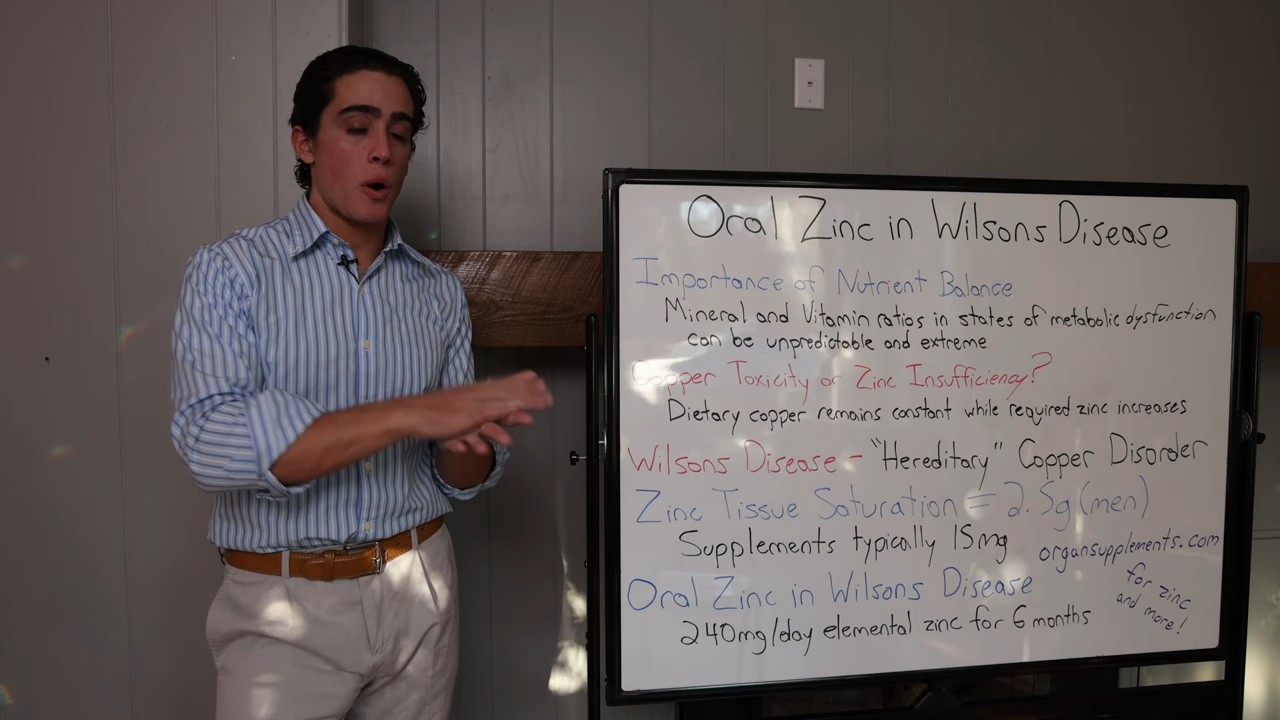 Oral Zinc in Wilsons Disease
Importance of Nutrient Balance
Mineral and Vitamin ratios in states of metabolic dysfunction
can be unpredictable and extreme
Copper Toxicity or Zinc Insufficiency?
Dietary copper remains constant while required zinc increases
Wilsons Disease - "Hereditary" Copper Disorder
Zinc Tissue Saturation = 2.5g (men)
Supplements typically 15mg
organsupplements.com
for zinc
and more!
Oral Zinc in Wilsons Disease
240mg/day elemental zinc for 6 months